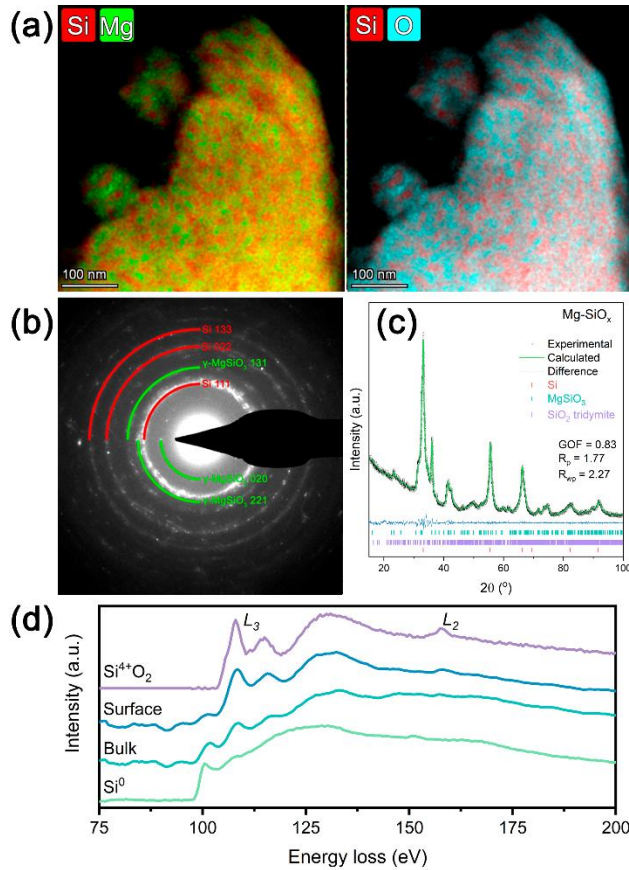 (a)
Si Mg
100 nm
Si O
100 nm
(b)
Si 133
Si 022
γ-MgSiO₃ 131
Si 111
γ-MgSiO₃ 020
γ-MgSiO₃ 221
(c)
Mg-SiOₓ
Experimental
Calculated
Difference
Si
MgSiO₃
SiO₂ tridymite
GOF = 0.83
Rₚ = 1.77
R_wp = 2.27
Intensity (a.u.)
20 40 60 80 100
2θ (°)
(d)
L₃
L₂
Si⁴⁺O₂
Surface
Bulk
Si⁰
Intensity (a.u.)
75 100 125 150 175 200
Energy loss (eV)